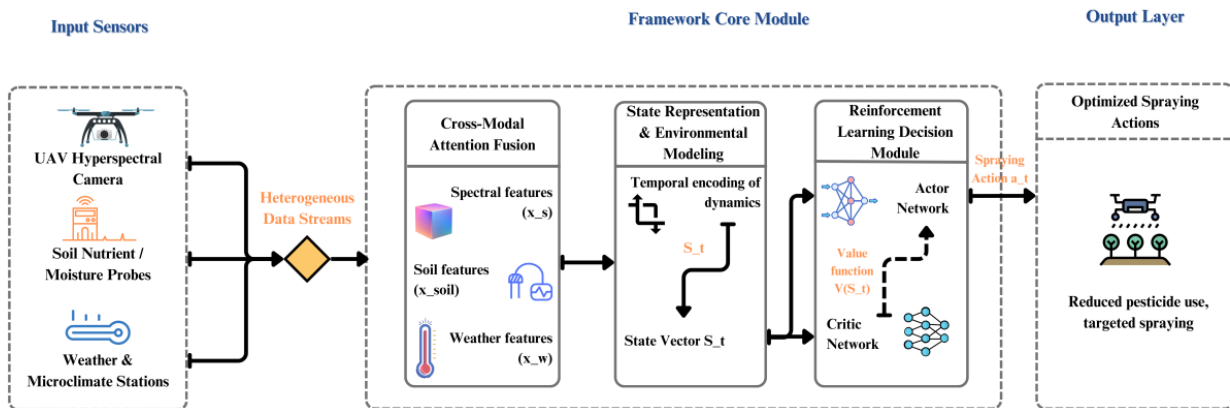 Input Sensors
Framework Core Module
Output Layer
UAV Hyperspectral
Camera
Soil Nutrient /
Moisture Probes
Weather &
Microclimate Stations
Heterogeneous
Data Streams
Cross-Modal
Attention Fusion
Spectral features
(x_s)
Soil features
(x_soil)
Weather features
(x_w)
State Representation
& Environmental
Modeling
Temporal encoding of
dynamics
S_t
State Vector S_t
Reinforcement
Learning Decision
Module
Actor
Network
Value
function
V(S_t)
Critic
Network
Spraying
Action a_t
Optimized Spraying
Actions
Reduced pesticide use,
targeted spraying